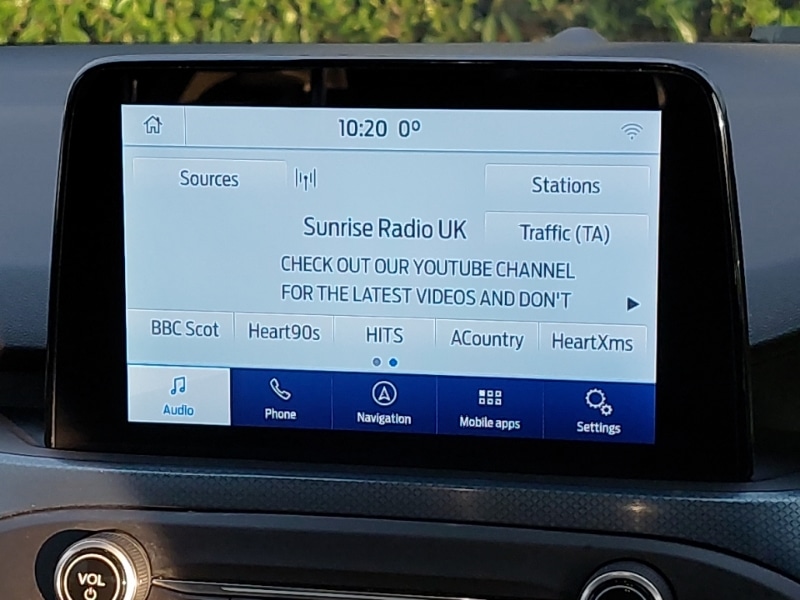 10:20 0°
Sources
Stations
Sunrise Radio UK
Traffic (TA)
CHECK OUT OUR YOUTUBE CHANNEL
FOR THE LATEST VIDEOS AND DON'T
BBC Scot Heart90s HITS ACountry HeartXms
Audio Phone Navigation Mobile apps Settings
VOL